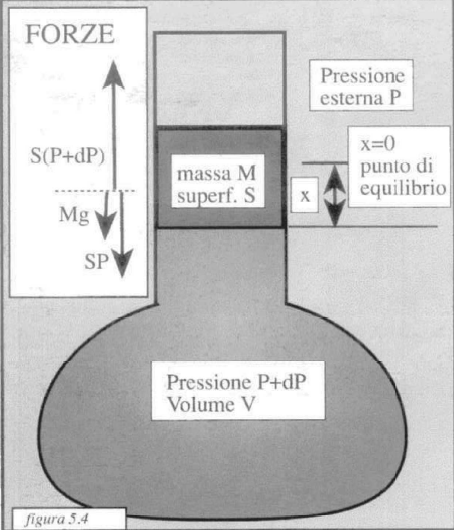 FORZE
S(P+dP)
Mg
SP
massa M
superf. S
Pressione
esterna P
x=0
punto di
equilibrio
x
Pressione P+dP
Volume V
figura 5.4